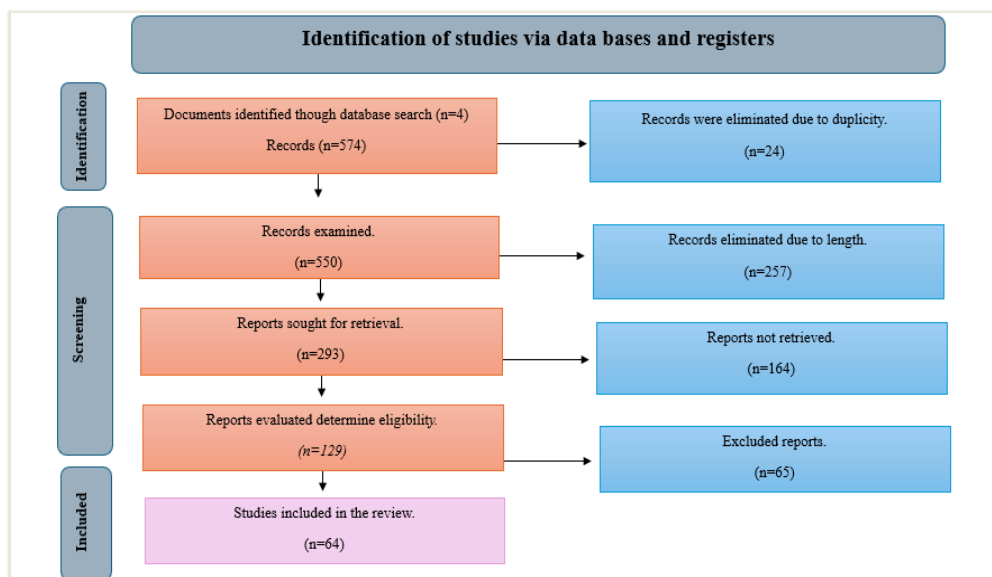 Identification of studies via data bases and registers
Identification
Documents identified though database search (n=4)
Records (n=574)
Records were eliminated due to duplicity.
(n=24)
Screening
Records examined.
(n=550)
Records eliminated due to length.
(n=257)
Reports sought for retrieval.
(n=293)
Reports not retrieved.
(n=164)
Reports evaluated determine eligibility.
(n=129)
Excluded reports.
(n=65)
Included
Studies included in the review.
(n=64)